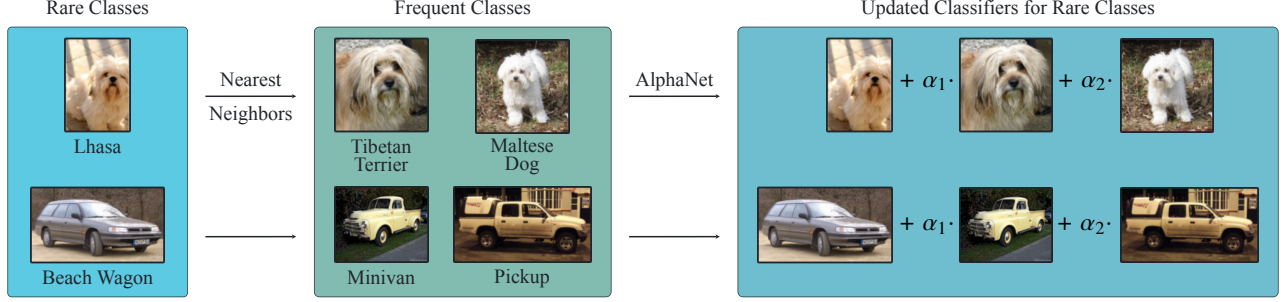 Rare Classes
Frequent Classes
Updated Classifiers for Rare Classes
Nearest
Neighbors
AlphaNet
Lhasa
Tibetan
Terrier
Maltese
Dog
+ α₁·
+ α₂·
Beach Wagon
Minivan
Pickup
+ α₁·
+ α₂·